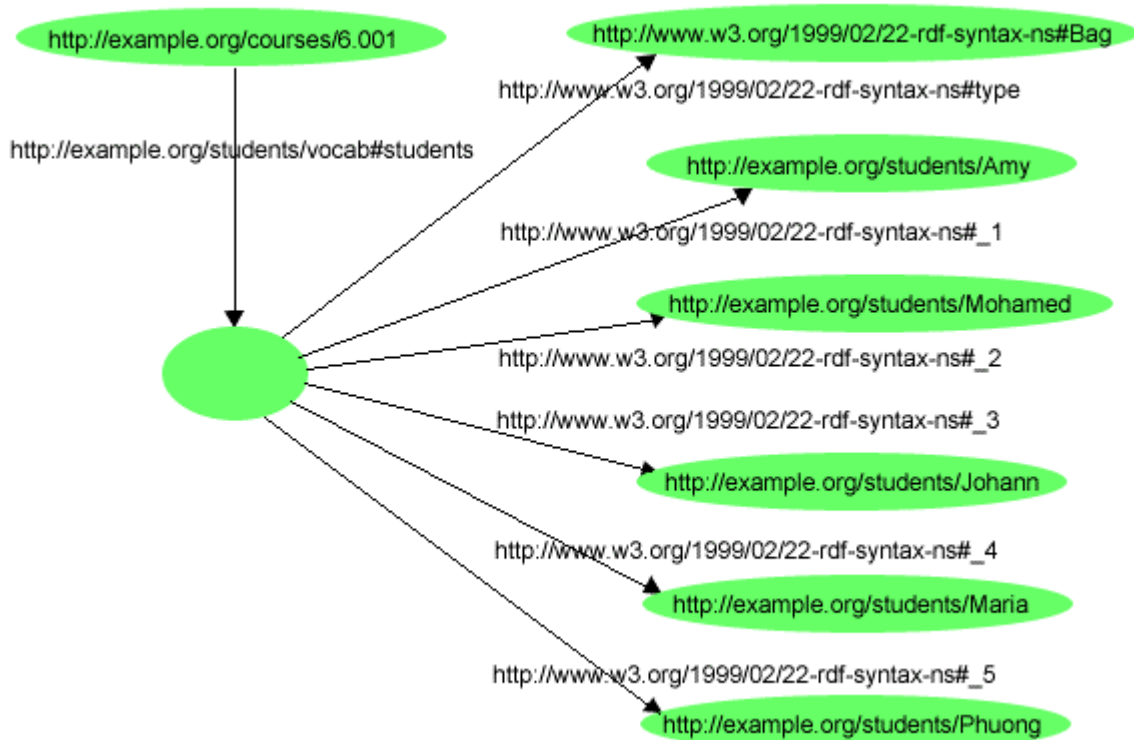 http://example.org/courses/6.001
http://www.w3.org/1999/02/22-rdf-syntax-ns#Bag
http://www.w3.org/1999/02/22-rdf-syntax-ns#type
http://example.org/students/vocab#students
http://example.org/students/Amy
http://www.w3.org/1999/02/22-rdf-syntax-ns#_1
http://example.org/students/Mohamed
http://www.w3.org/1999/02/22-rdf-syntax-ns#_2
http://www.w3.org/1999/02/22-rdf-syntax-ns#_3
http://example.org/students/Johann
http://www.w3.org/1999/02/22-rdf-syntax-ns#_4
http://example.org/students/Maria
http://www.w3.org/1999/02/22-rdf-syntax-ns#_5
http://example.org/students/Phuong